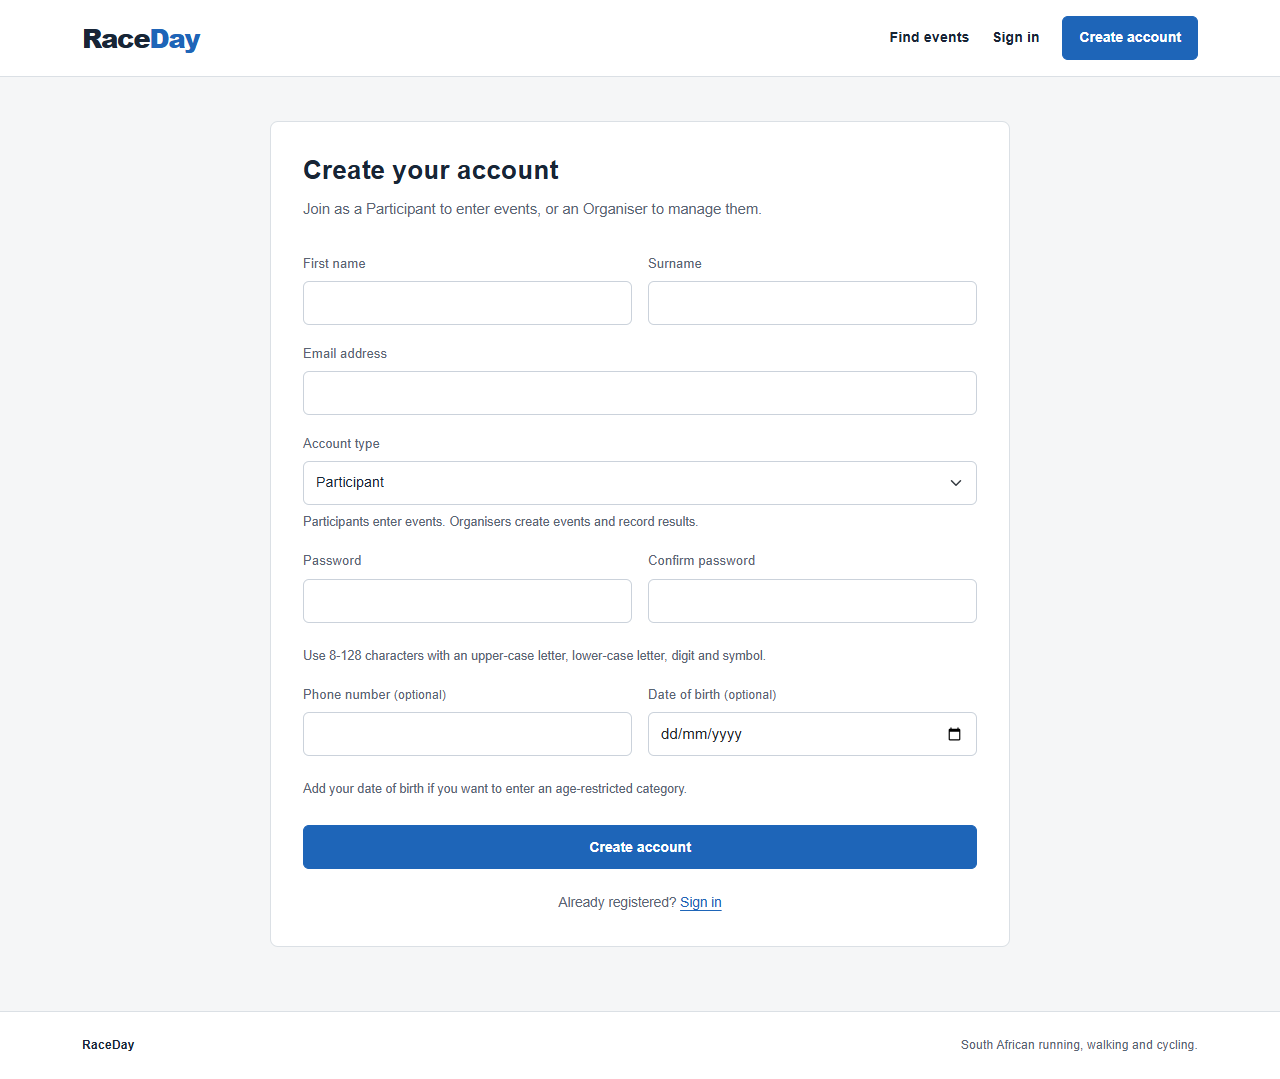 RaceDay
Find events
Sign in
Create account
Create your account
Join as a Participant to enter events, or an Organiser to manage them.
First name
Surname
Email address
Account type
Participant
Participants enter events. Organisers create events and record results.
Password
Confirm password
Use 8-128 characters with an upper-case letter, lower-case letter, digit and symbol.
Phone number (optional)
Date of birth (optional)
dd/mm/yyyy
Add your date of birth if you want to enter an age-restricted category.
Create account
Already registered? Sign in
RaceDay
South African running, walking and cycling.